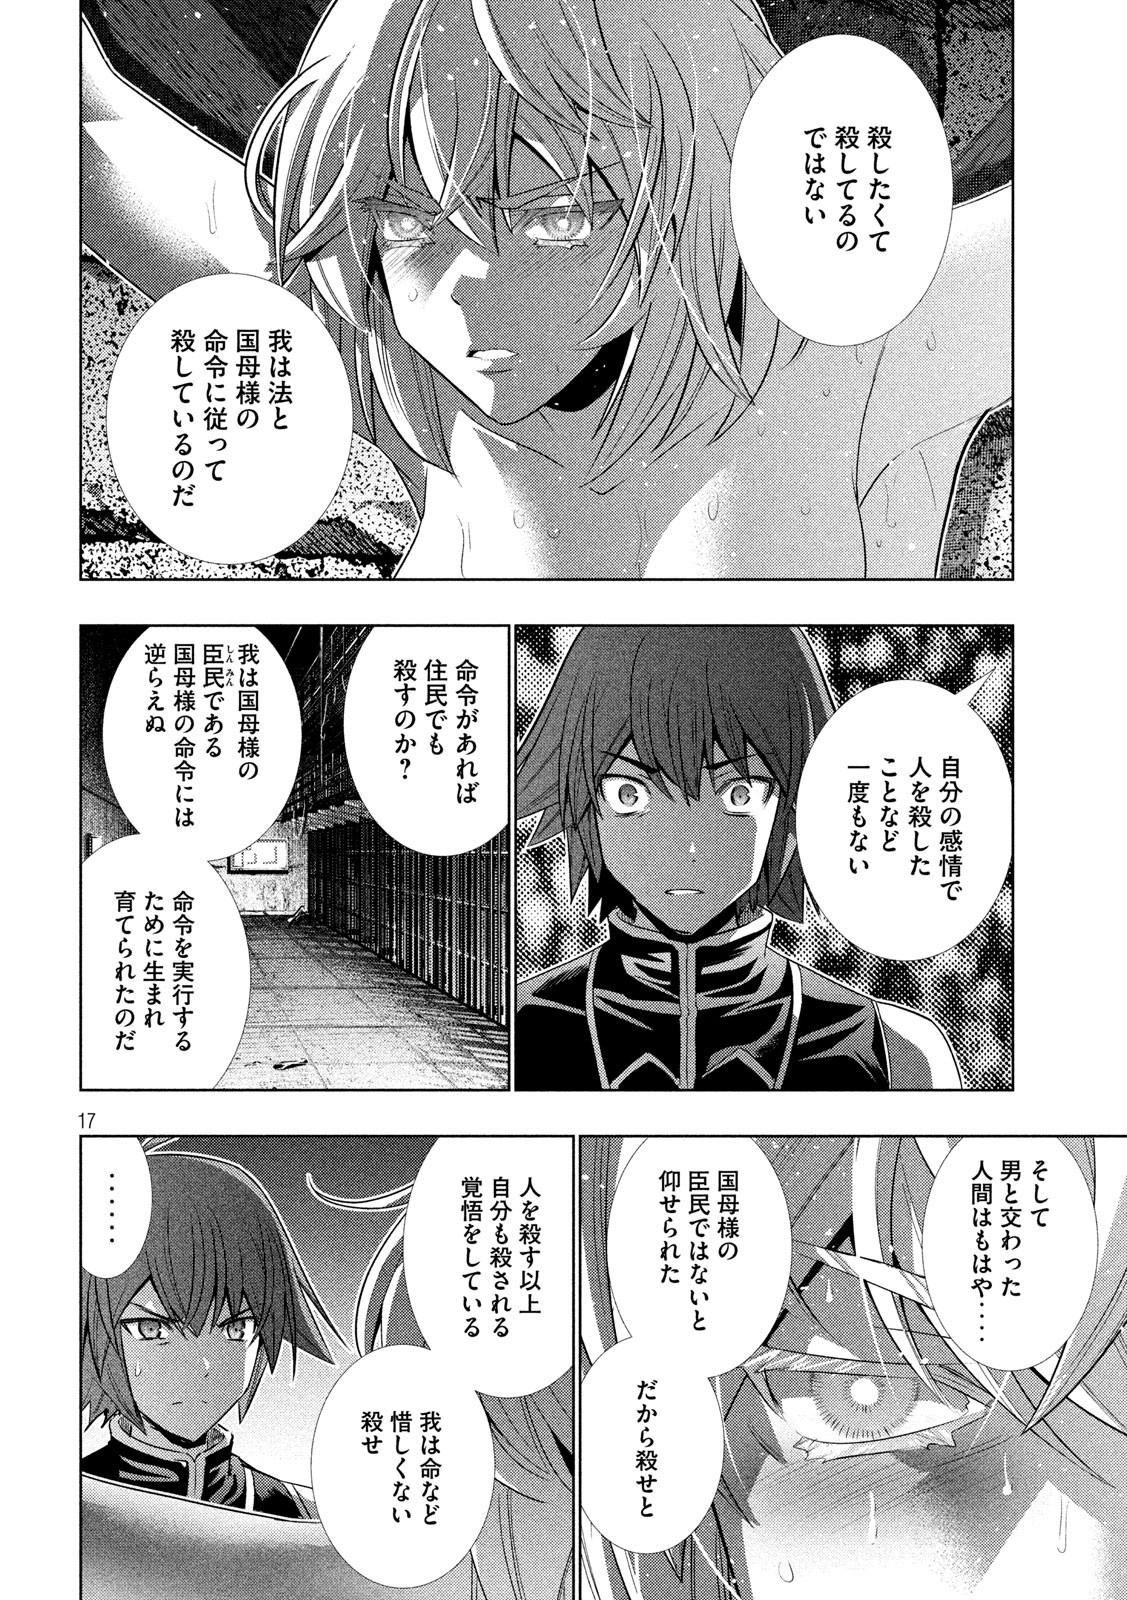 殺したくて
殺してるの
ではない
我は法と
国母様の
命令に従って
殺しているのだ
自分の感情で
人を殺した
ことなど
一度もない
命令があれば
住民でも
殺すのか？
我は国母様の
臣民である
しんみん
国母様の命令には
逆らえぬ
命令を実行する
ために生まれ
育てられたのだ
17
そして
男と交わった
人間はもはや‥‥
国母様の
臣民ではないと
仰せられた
だから殺せと
人を殺す以上
自分も殺される
覚悟をしている
我は命など
惜しくない
殺せ
‥‥‥